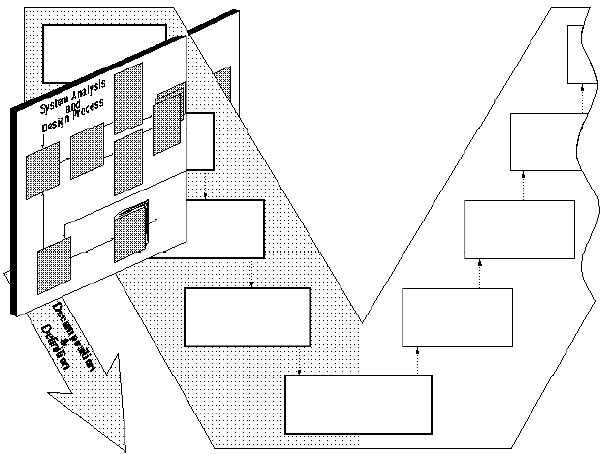 System Analysis
and
Design Process
Decomposition
&
Definition